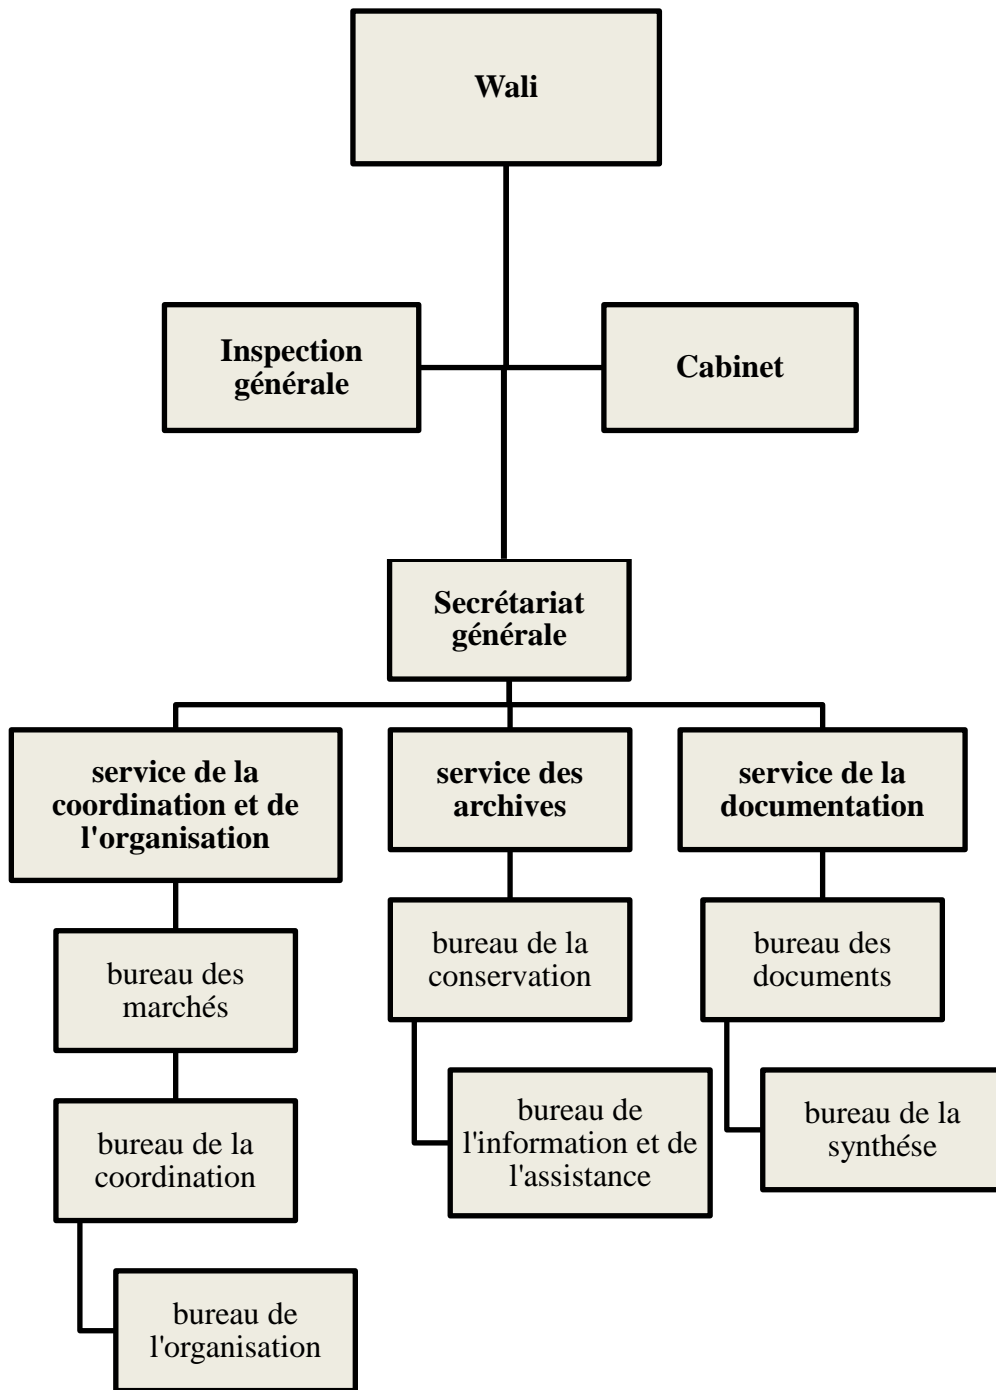 Wali
Inspection
générale
Cabinet
Secrétariat
générale
service de la
coordination et de
l'organisation
service des
archives
service de la
documentation
bureau des
marchés
bureau de la
conservation
bureau des
documents
bureau de la
coordination
bureau de
l'information et de
l'assistance
bureau de la
synthése
bureau de
l'organisation